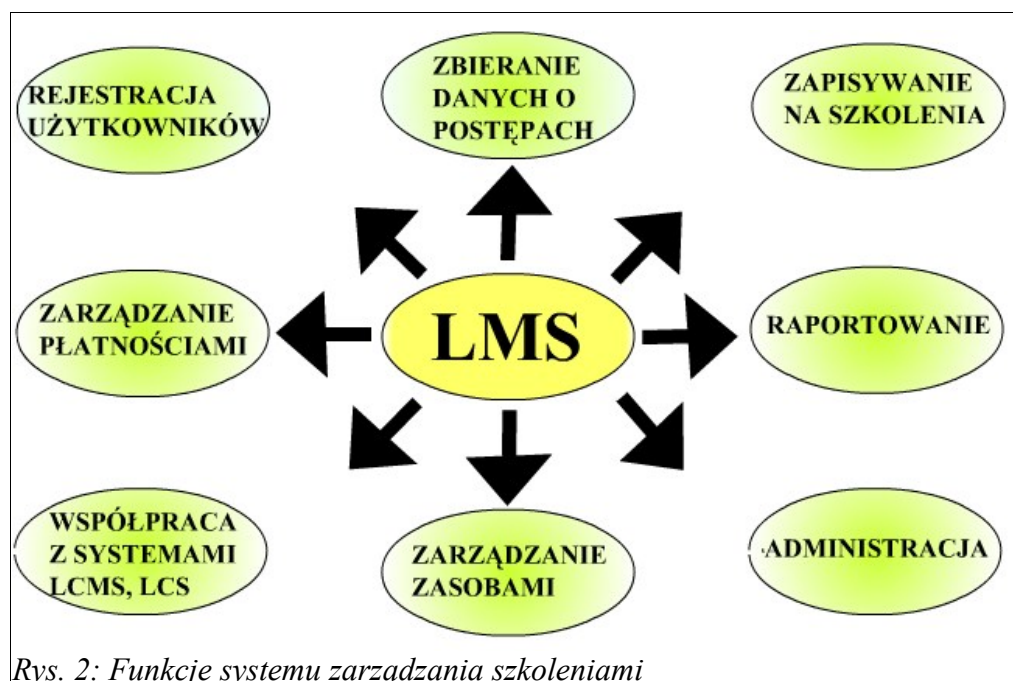 REJESTRACJA
UŻYTKOWNIKÓW
ZBIERANIE
DANYCH O
POSTĘPACH
ZAPISYWANIE
NA SZKOLENIA
ZARZĄDZANIE
PŁATNOŚCIAMI
LMS
RAPORTOWANIE
WSPÓŁPRACA
Z SYSTEMAMI
LCMS, LCS
ZARZĄDZANIE
ZASOBAMI
ADMINISTRACJA
Rys. 2: Funkcje systemu zarządzania szkoleniami